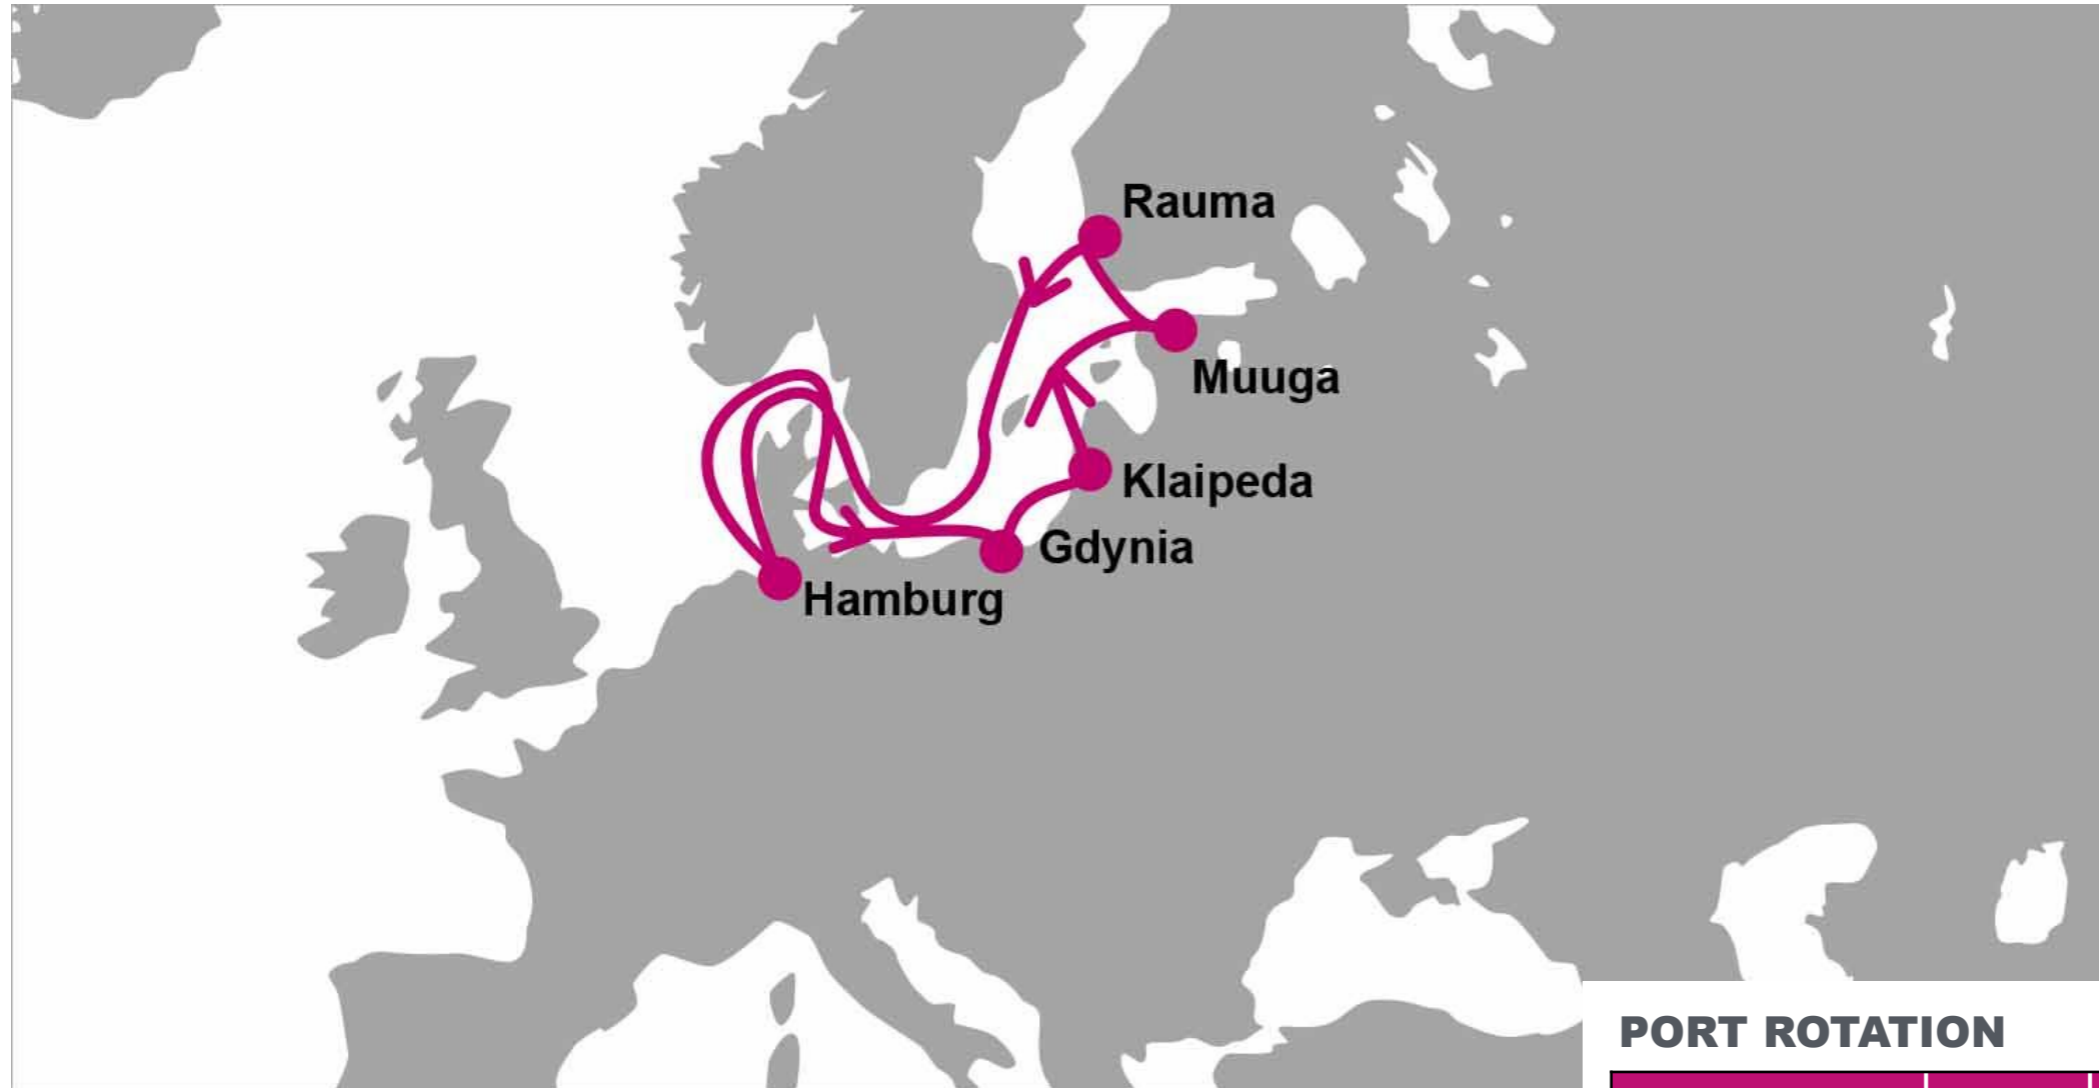 Rauma
Muuga
Klaipeda
Gdynia
Hamburg
PORT ROTATION